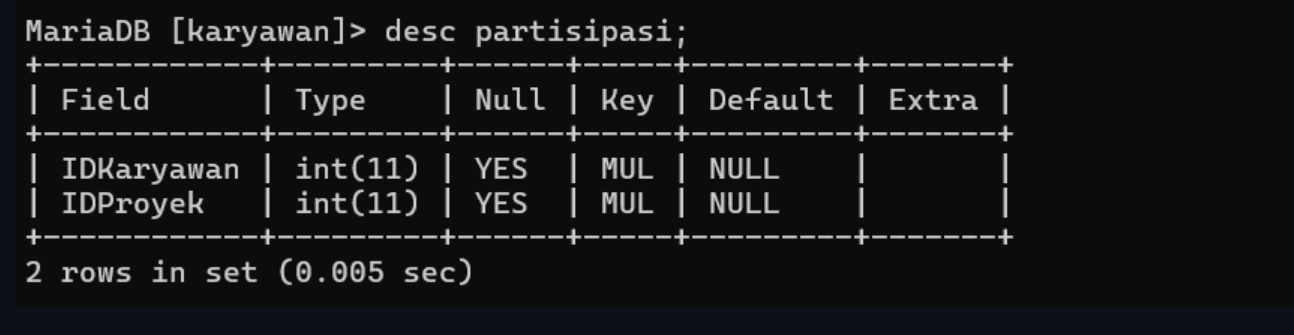 MariaDB [karyawan]> desc partisipasi;
+------------+---------+------+-----+---------+-------+
| Field      | Type    | Null | Key | Default | Extra |
+------------+---------+------+-----+---------+-------+
| IDKaryawan | int(11) | YES  | MUL | NULL    |       |
| IDProyek   | int(11) | YES  | MUL | NULL    |       |
+------------+---------+------+-----+---------+-------+
2 rows in set (0.005 sec)